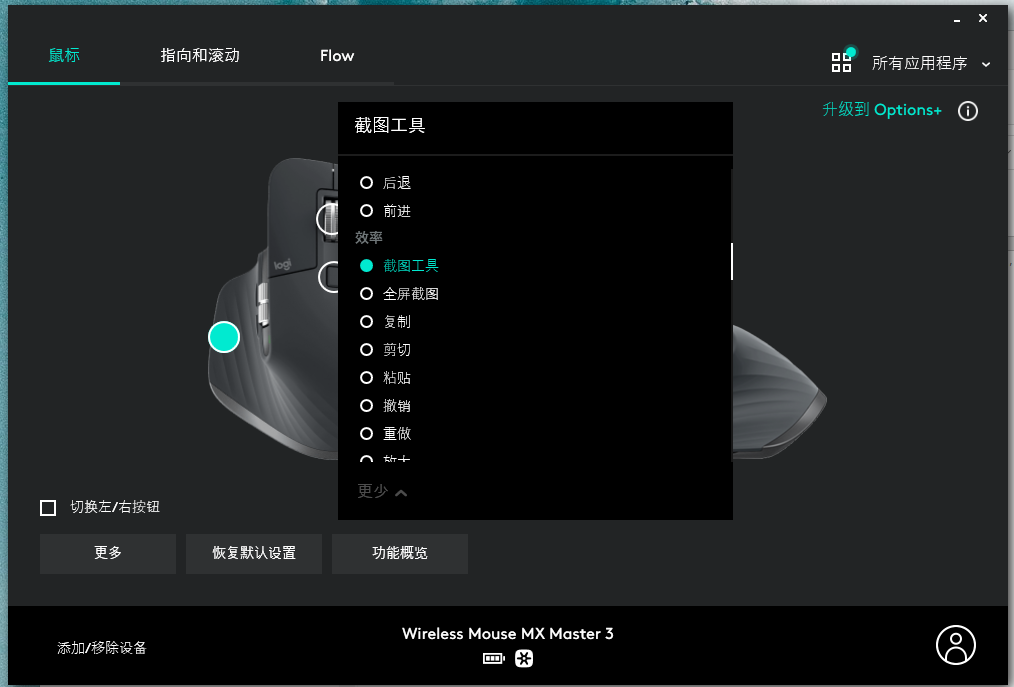 鼠标
指向和滚动
Flow
所有应用程序
升级到 Options+
截图工具
后退
前进
效率
截图工具
全屏截图
复制
剪切
粘贴
撤销
重做
放大
更少
logi
切换左/右按钮
更多
恢复默认设置
功能概览
添加/移除设备
Wireless Mouse MX Master 3